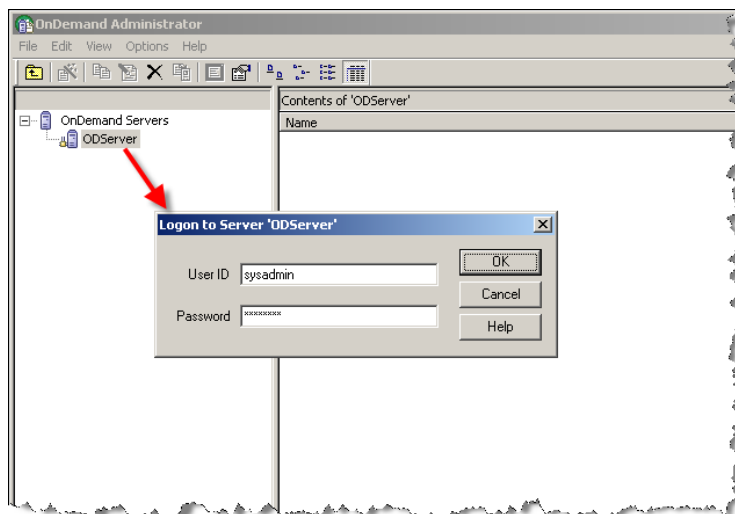 OnDemand Administrator
File Edit View Options Help
Contents of 'ODServer'
OnDemand Servers
Name
ODServer
Logon to Server 'ODServer'
User ID sysadmin
OK
Cancel
Password xxxxxxxx
Help